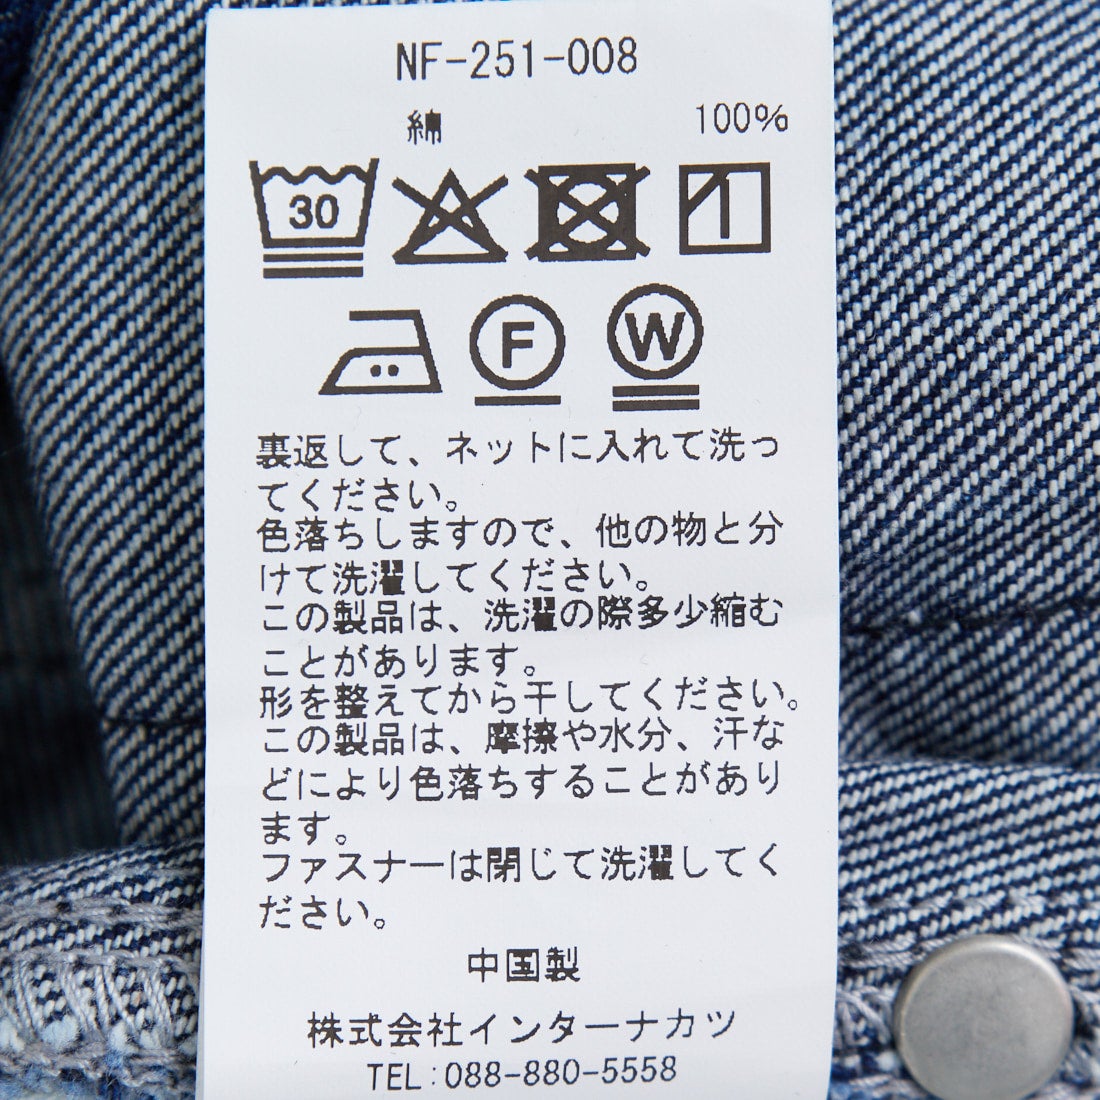 NF-251-008
綿 100%
30
F W
裏返して、ネットに入れて洗っ
てください。
色落ちしますので、他の物と分
けて洗濯してください。
この製品は、洗濯の際多少縮む
ことがあります。
形を整えてから干してください。
この製品は、摩擦や水分、汗な
どにより色落ちすることがあり
ます。
ファスナーは閉じて洗濯してく
ださい。
中国製
株式会社インターナカツ
TEL:088-880-5558